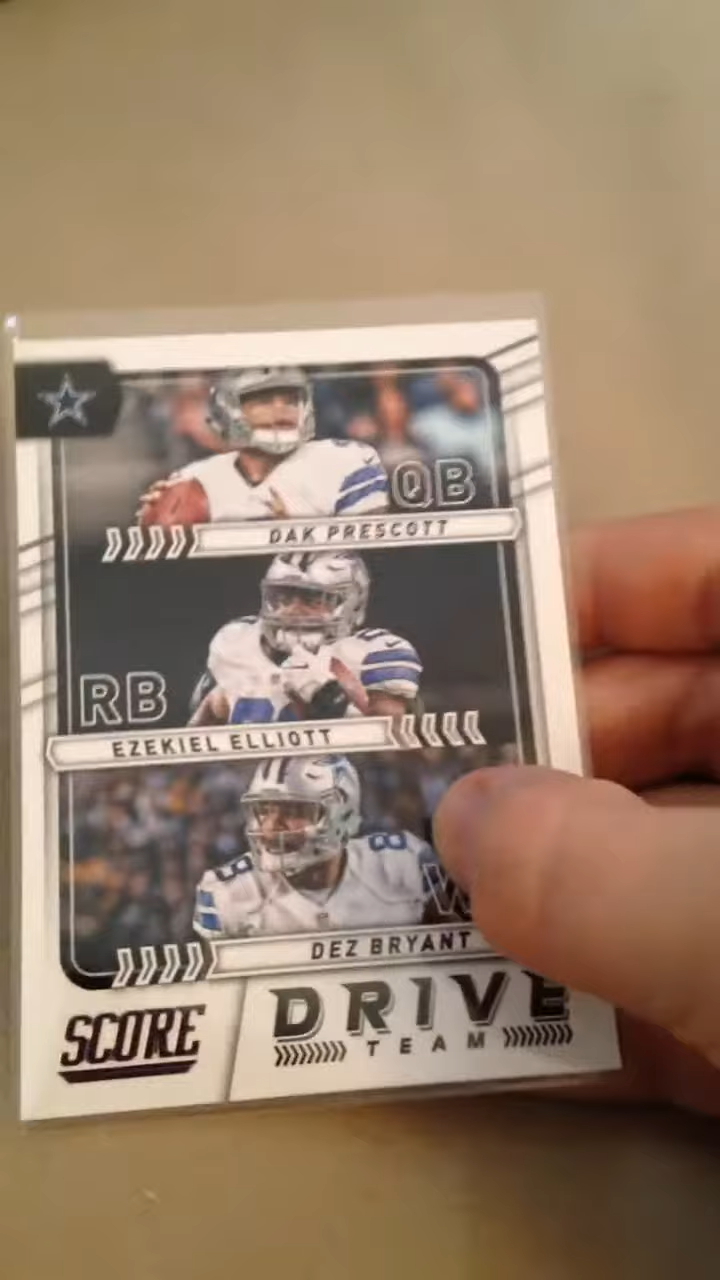 QB
DAK PRESCOTT
RB
EZEKIEL ELLIOTT
DEZ BRYANT
SCORE
DRIVE
TEAM